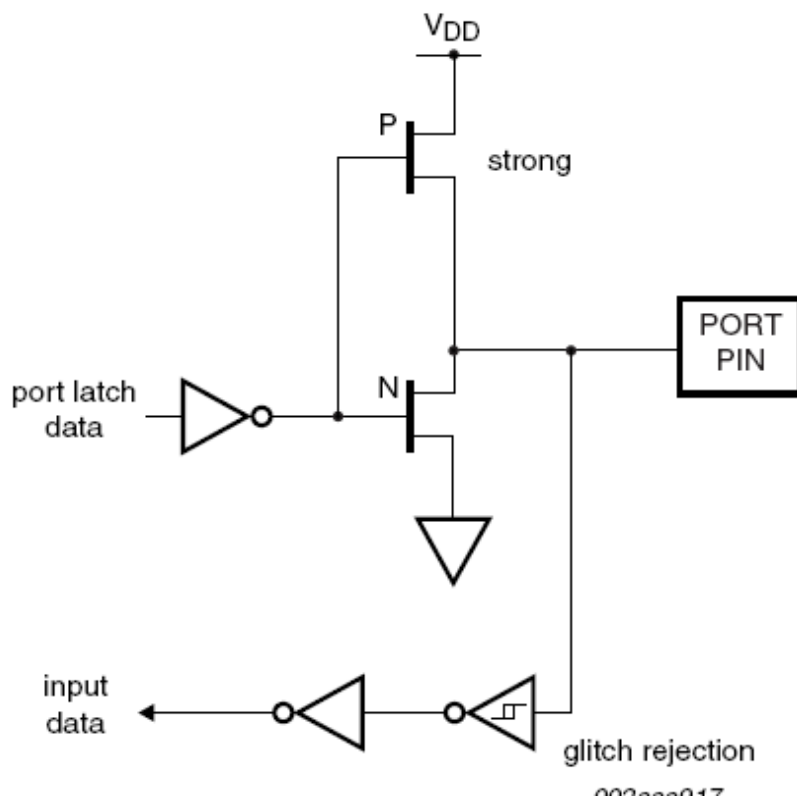 VDD
P
strong
PORT
PIN
N
port latch
data
input
data
glitch rejection